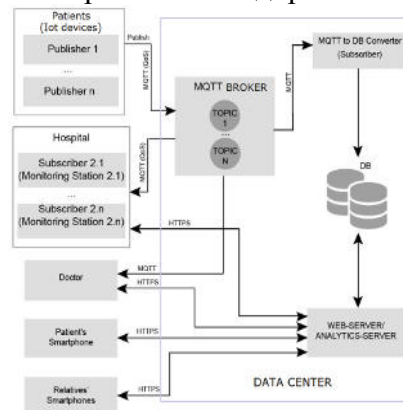 Patients
(Iot devices)
Publisher 1
...
Publisher n
Publish
MQTT (QoS)
Hospital
Subscriber 2.1
(Monitoring Station 2.1)
...
Subscriber 2.n
(Monitoring Station 2.n)
MQTT (QoS)
HTTPS
MQTT BROKER
TOPIC
1
...
TOPIC
N
MQTT
MQTT to DB Converter
(Subscriber)
DB
Doctor
MQTT
HTTPS
Patient's
Smartphone
HTTPS
Relatives'
Smartphones
HTTPS
WEB-SERVER/
ANALYTICS-SERVER
DATA CENTER